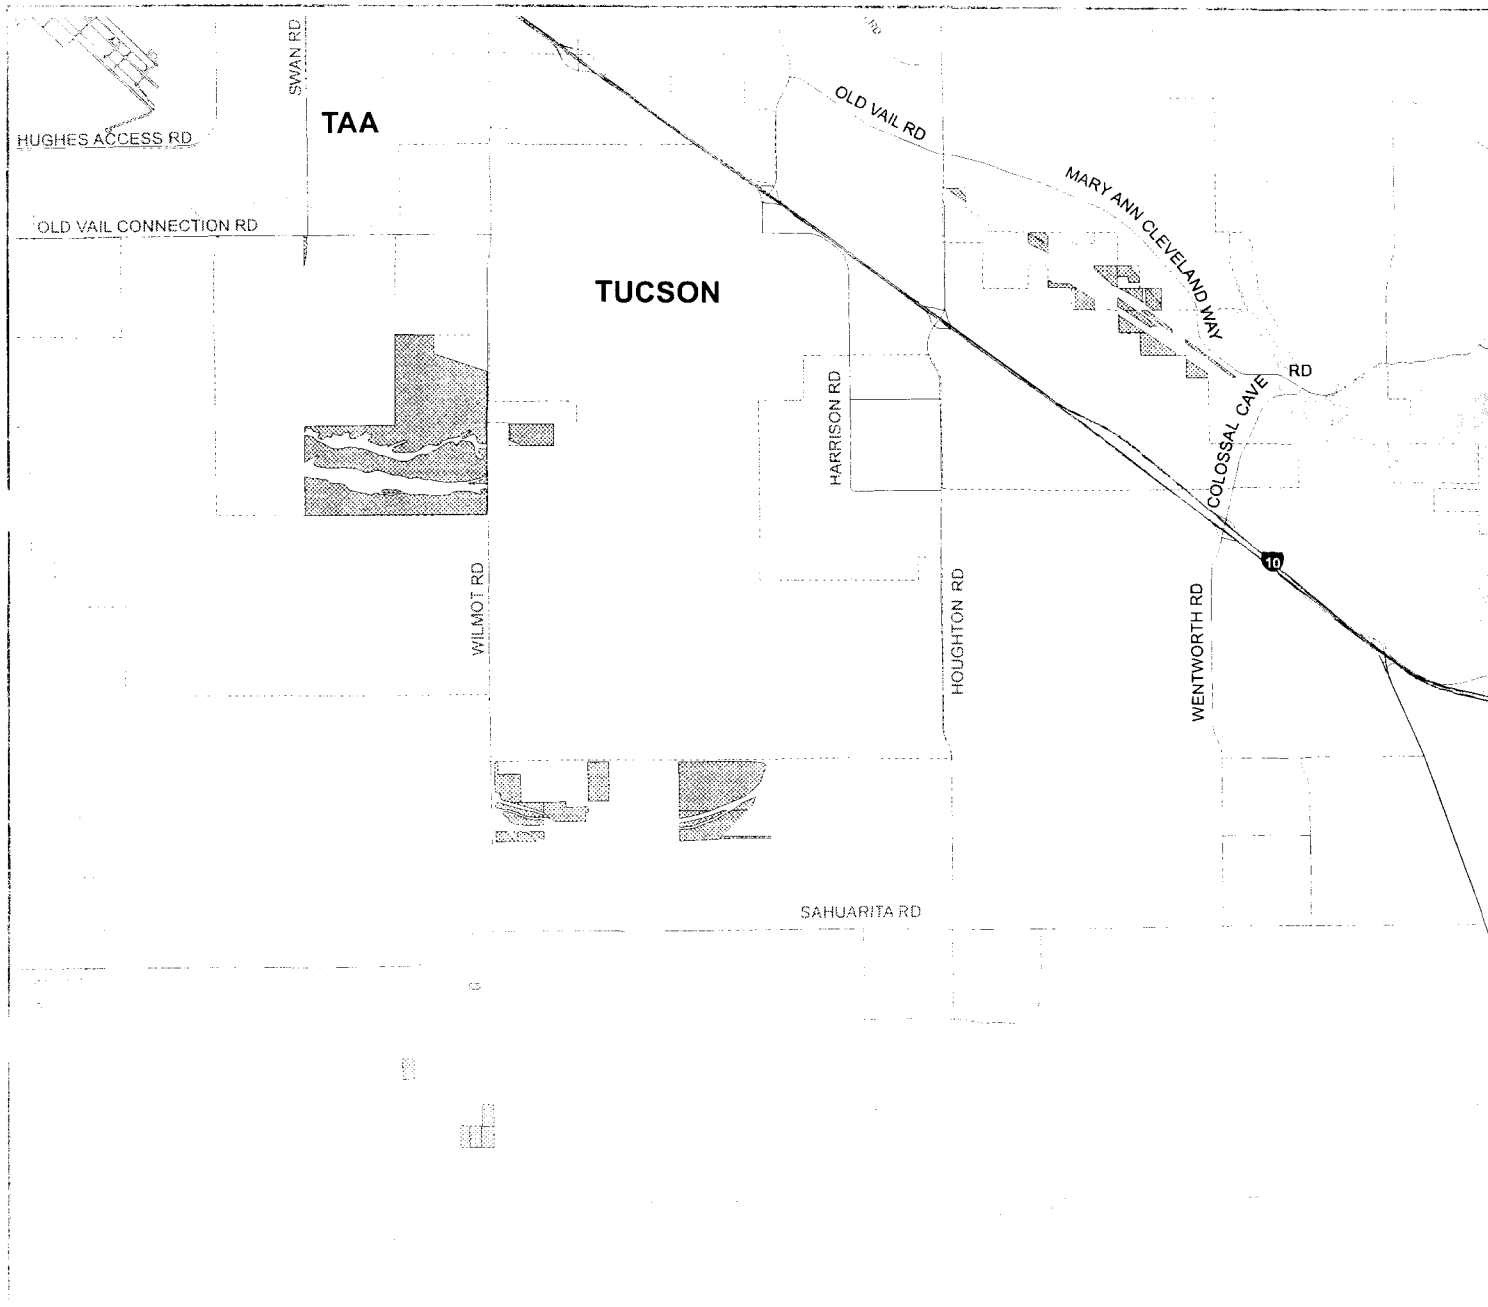 SWAN RD
TAA
HUGHES ACCESS RD
OLD VAIL RD
MARY ANN CLEVELAND WAY
OLD VAIL CONNECTION RD
TUCSON
RD
COLOSSAL CAVE
HARRISON RD
10
WILMOT RD
HOUGHTON RD
WENTWORTH RD
SAHUARITA RD